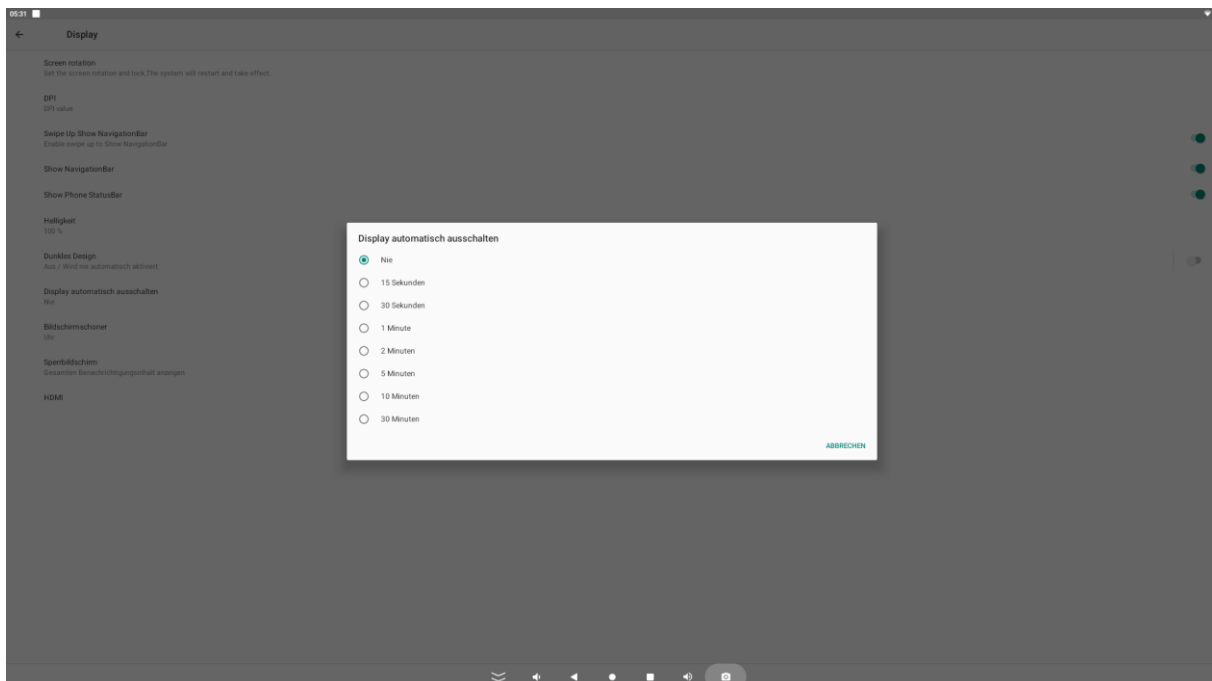 05:31
Display
Screen rotation
Set the screen rotation and lock,The system will restart and take effect.
DPI
DPI value
Swipe Up Show NavigationBar
Enable swipe up to Show NavigationBar
Show NavigationBar
Show Phone StatusBar
Helligkeit
100 %
Dunkles Design
Aus / Wird nie automatisch aktiviert
Display automatisch ausschalten
Nie
Bildschirmschoner
Uhr
Sperrbildschirm
Gesamten Benachrichtigungsinhalt anzeigen
HDMI
Display automatisch ausschalten
Nie
15 Sekunden
30 Sekunden
1 Minute
2 Minuten
5 Minuten
10 Minuten
30 Minuten
ABBRECHEN